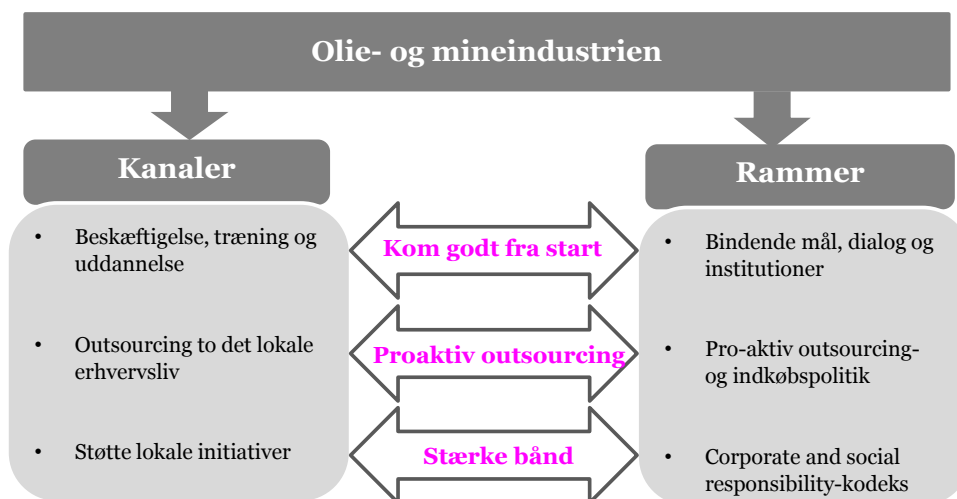 Olie- og mineindustrien
Kanaler
Rammer
• Beskæftigelse, træning og
uddannelse
Kom godt fra start
• Bindende mål, dialog og
institutioner
• Outsourcing to det lokale
erhvervsliv
Proaktiv outsourcing
• Pro-aktiv outsourcing-
og indkøbspolitik
• Støtte lokale initiativer
Stærke bånd
• Corporate and social
responsibility-kodeks